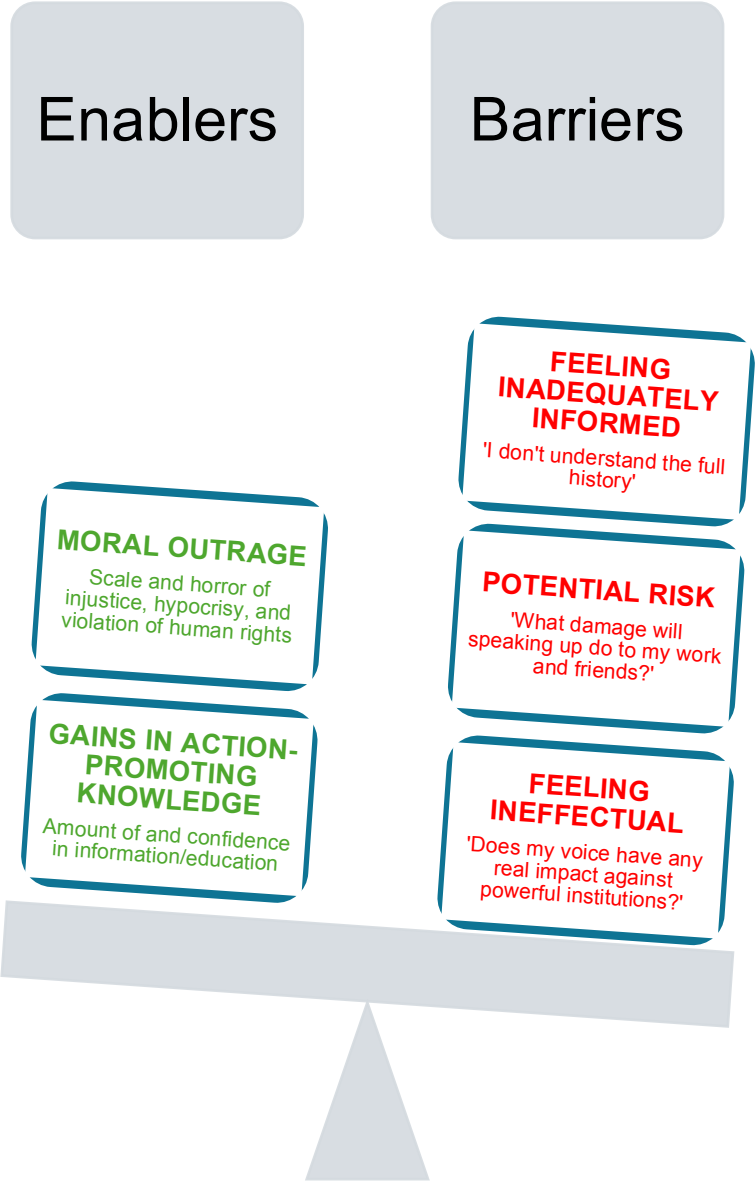 Enablers
Barriers
FEELING
INADEQUATELY
INFORMED
'I don't understand the full
history'
MORAL OUTRAGE
Scale and horror of
injustice, hypocrisy, and
violation of human rights
POTENTIAL RISK
'What damage will
speaking up do to my work
and friends?'
GAINS IN ACTION-
PROMOTING
KNOWLEDGE
Amount of and confidence
in information/education
FEELING
INEFFECTUAL
'Does my voice have any
real impact against
powerful institutions?'